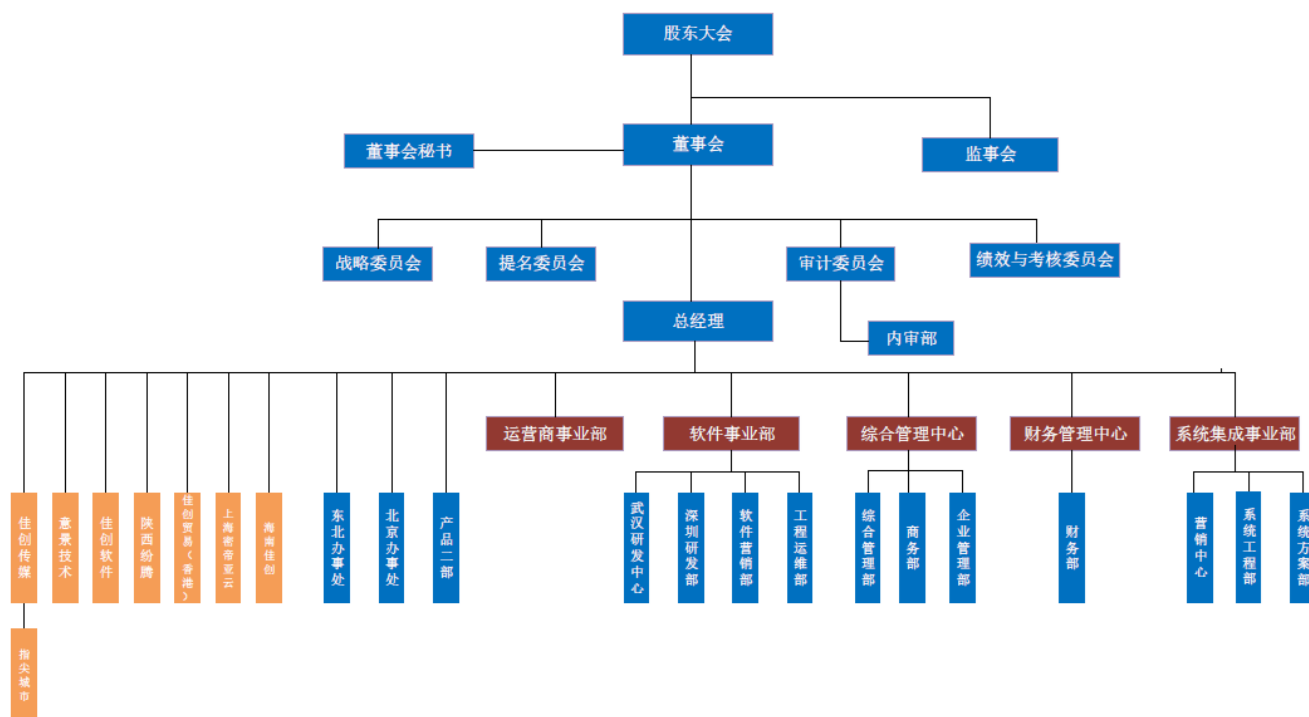 股东大会
董事会秘书
董事会
监事会
战略委员会
提名委员会
审计委员会
绩效与考核委员会
总经理
内审部
运营商事业部
软件事业部
综合管理中心
财务管理中心
系统集成事业部
佳创传媒
意景技术
佳创软件
陕西纷腾
佳创贸易（香港）
上海密帝亚云
海南佳创
东北办事处
北京办事处
产品二部
武汉研发中心
深圳研发部
软件营销部
工程运维部
综合管理部
商务部
企业管理部
财务部
营销中心
系统工程部
系统方案部
指尖城市